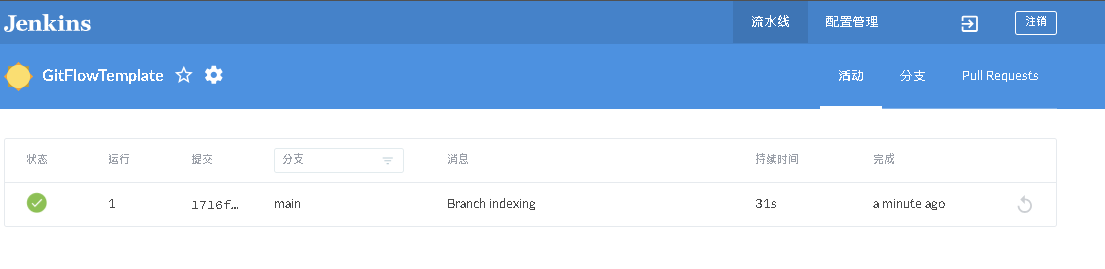 Jenkins 流水线 配置管理 注销
GitFlowTemplate 活动 分支 Pull Requests
状态 运行 提交 分支 消息 持续时间 完成
1 1716f… main Branch indexing 31s a minute ago